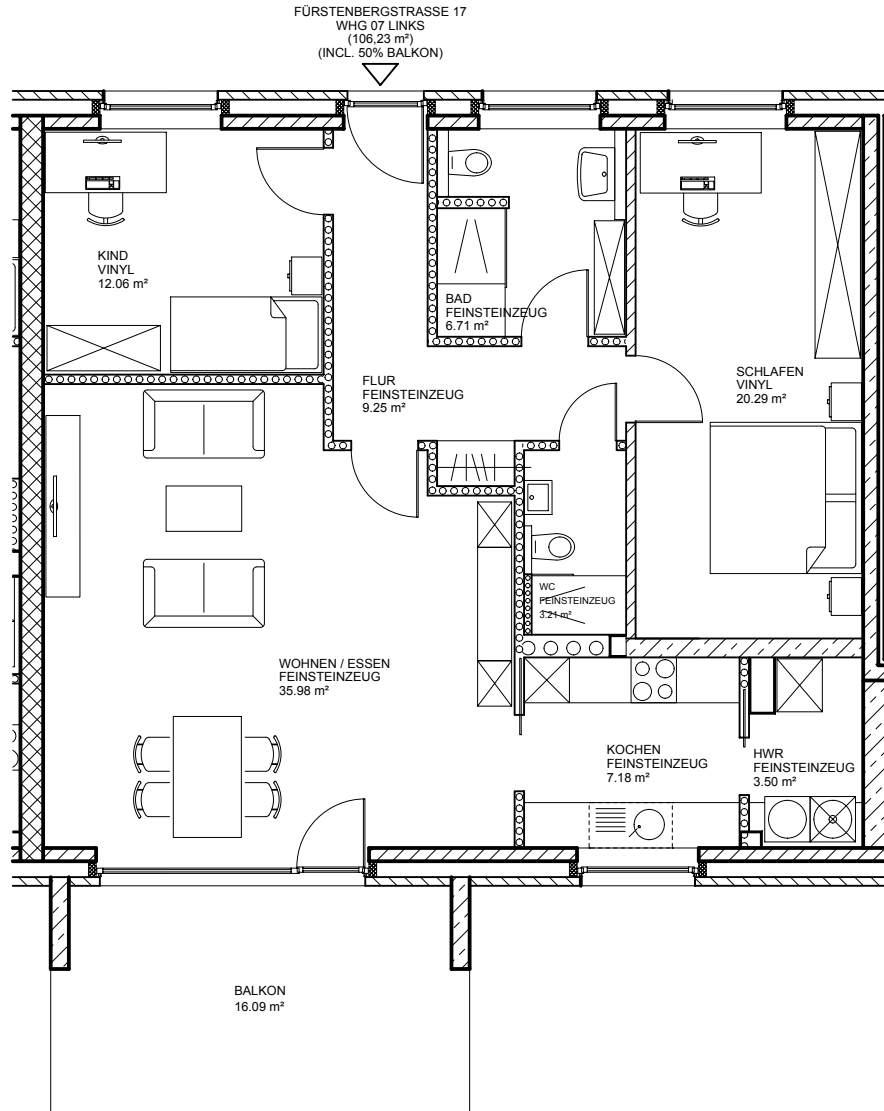 FÜRSTENBERGSTRASSE 17
WHG 07 LINKS
(106,23 m²)
(INCL. 50% BALKON)
KIND
VINYL
12.06 m²
BAD
FEINSTEINZEUG
6.71 m²
FLUR
FEINSTEINZEUG
9.25 m²
SCHLAFEN
VINYL
20.29 m²
WC
FEINSTEINZEUG
3.21 m²
WOHNEN / ESSEN
FEINSTEINZEUG
35.98 m²
KOCHEN
FEINSTEINZEUG
7.18 m²
HWR
FEINSTEINZEUG
3.50 m²
BALKON
16.09 m²